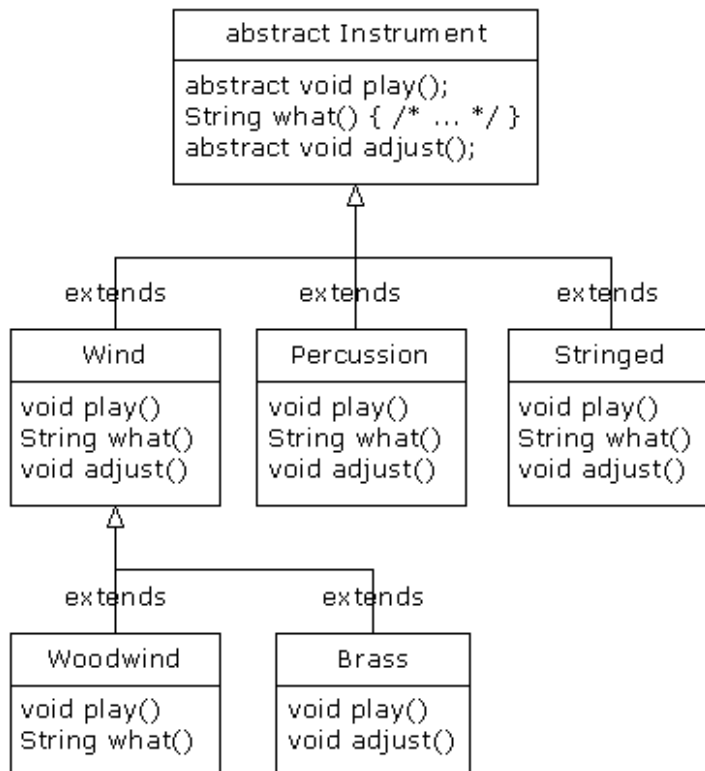 abstract Instrument
abstract void play();
String what() { /* ... */ }
abstract void adjust();
extends
extends
extends
Wind
void play()
String what()
void adjust()
Percussion
void play()
String what()
void adjust()
Stringed
void play()
String what()
void adjust()
extends
extends
Woodwind
void play()
String what()
Brass
void play()
void adjust()